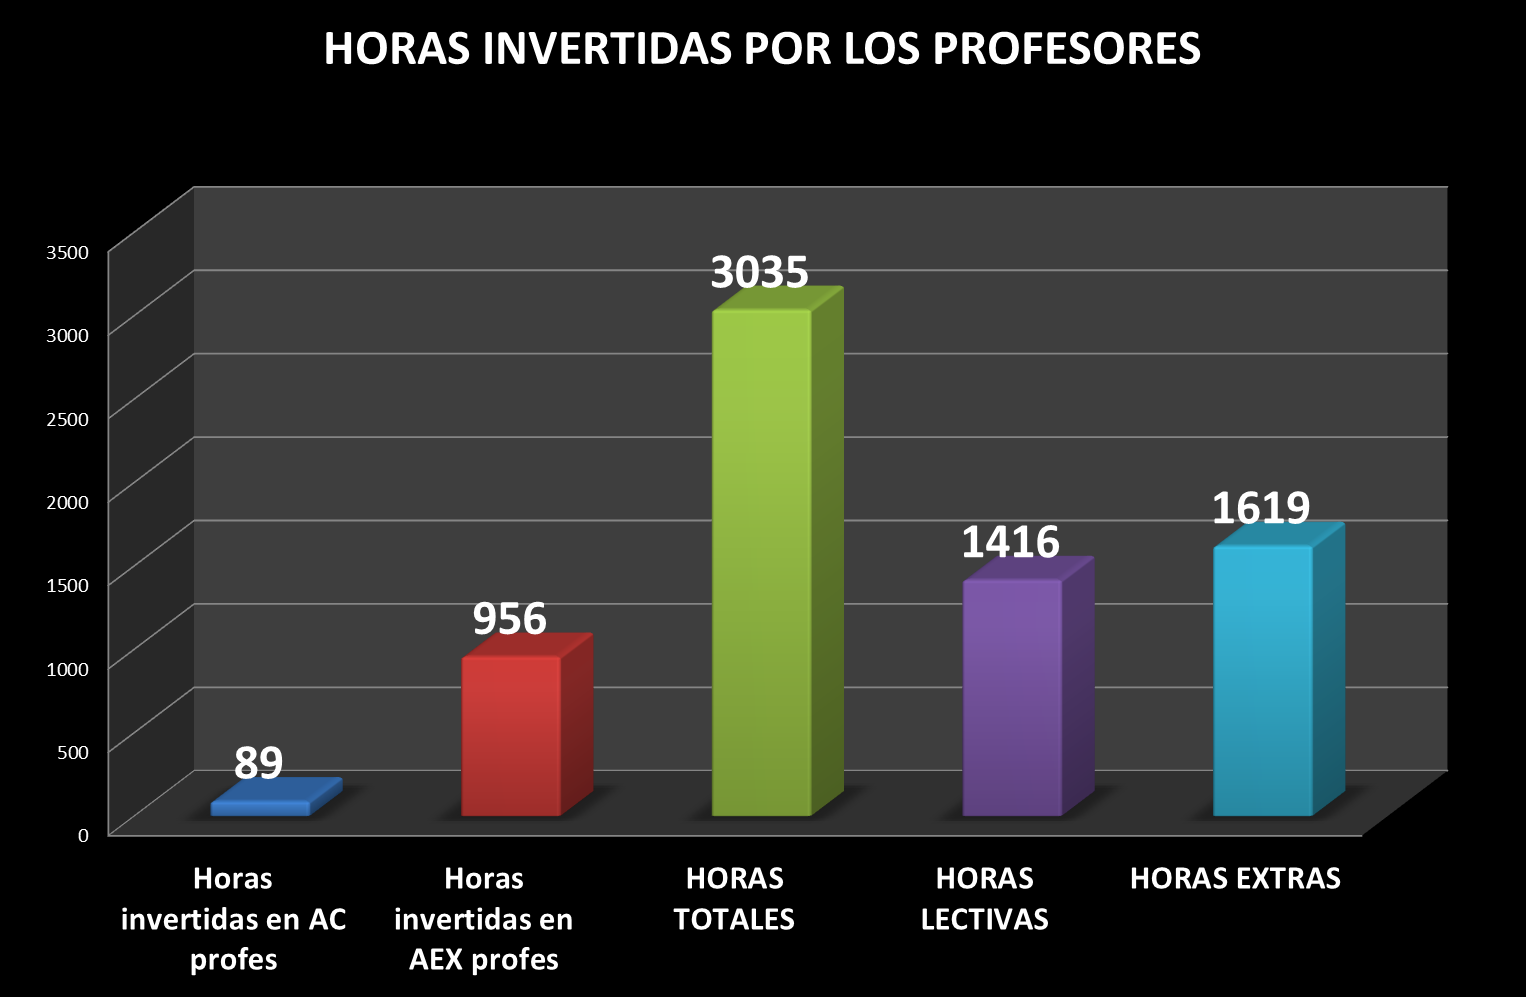 HORAS INVERTIDAS POR LOS PROFESORES
3500
3000
2500
2000
1500
1000
500
0
89
956
3035
1416
1619
Horas
invertidas en AC
profes
Horas
invertidas en
AEX profes
HORAS
TOTALES
HORAS
LECTIVAS
HORAS EXTRAS